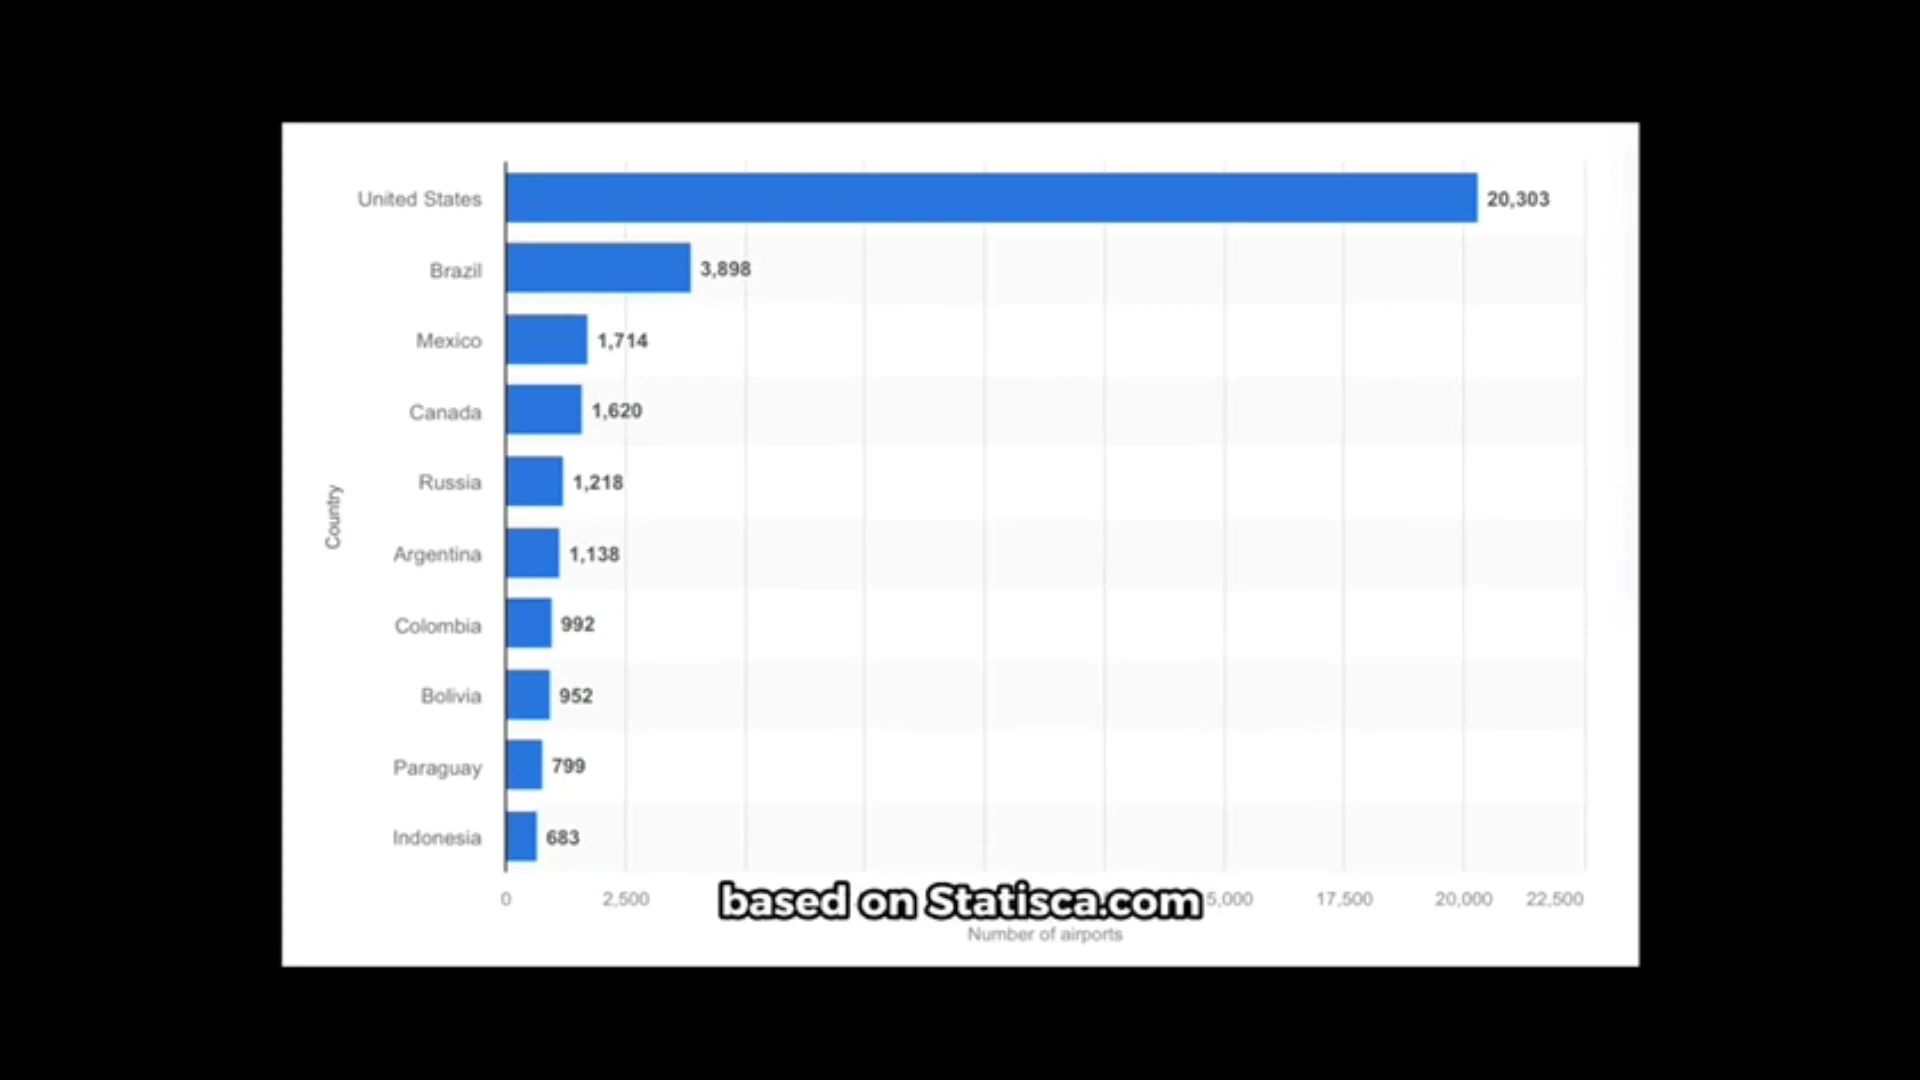 United States 20,303
Brazil 3,898
Mexico 1,714
Canada 1,620
Russia 1,218
Argentina 1,138
Colombia 992
Bolivia 952
Paraguay 799
Indonesia 683
Country
0 2,500 5,000 17,500 20,000 22,500
based on Statisca.com
Number of airports